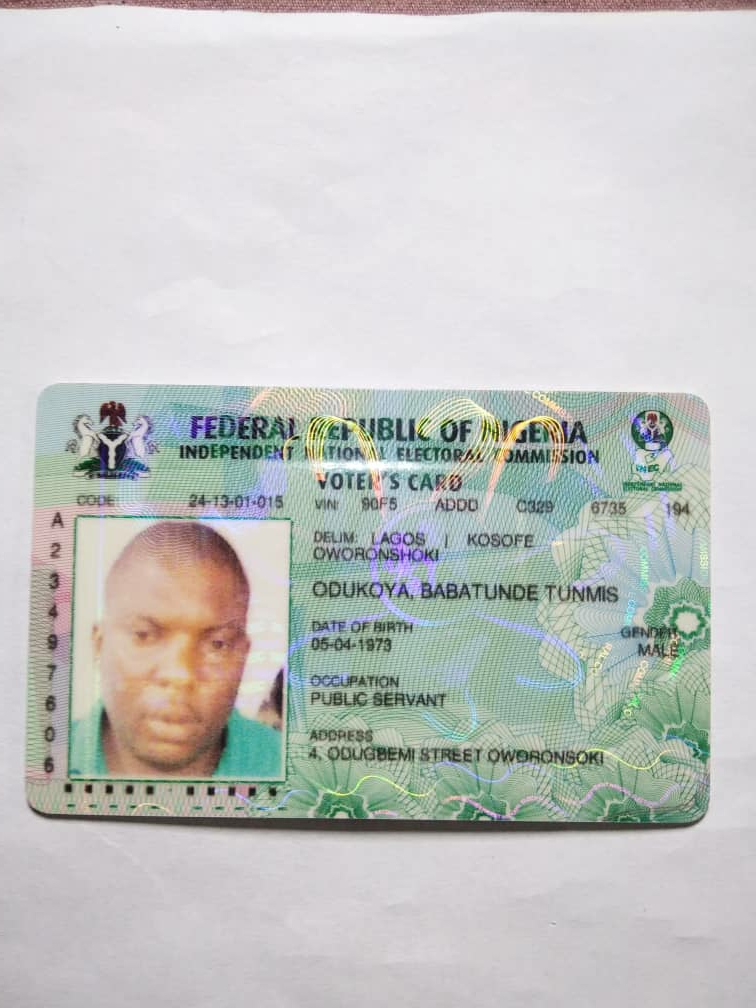 FEDERAL REPUBLIC OF NIGERIA
INDEPENDENT NATIONAL ELECTORAL COMMISSION
VOTER'S CARD
CODE 24-13-01-015 VIN: 90F5 ADDD C329 6735 194
DELIM: LAGOS | KOSOFE
OWORONSHOKI
ODUKOYA, BABATUNDE TUNMIS
DATE OF BIRTH
05-04-1973
GENDER
MALE
OCCUPATION
PUBLIC SERVANT
ADDRESS
4, ODUGBEMI STREET OWORONSOKI
A
2
3
4
9
7
6
0
6
INEC